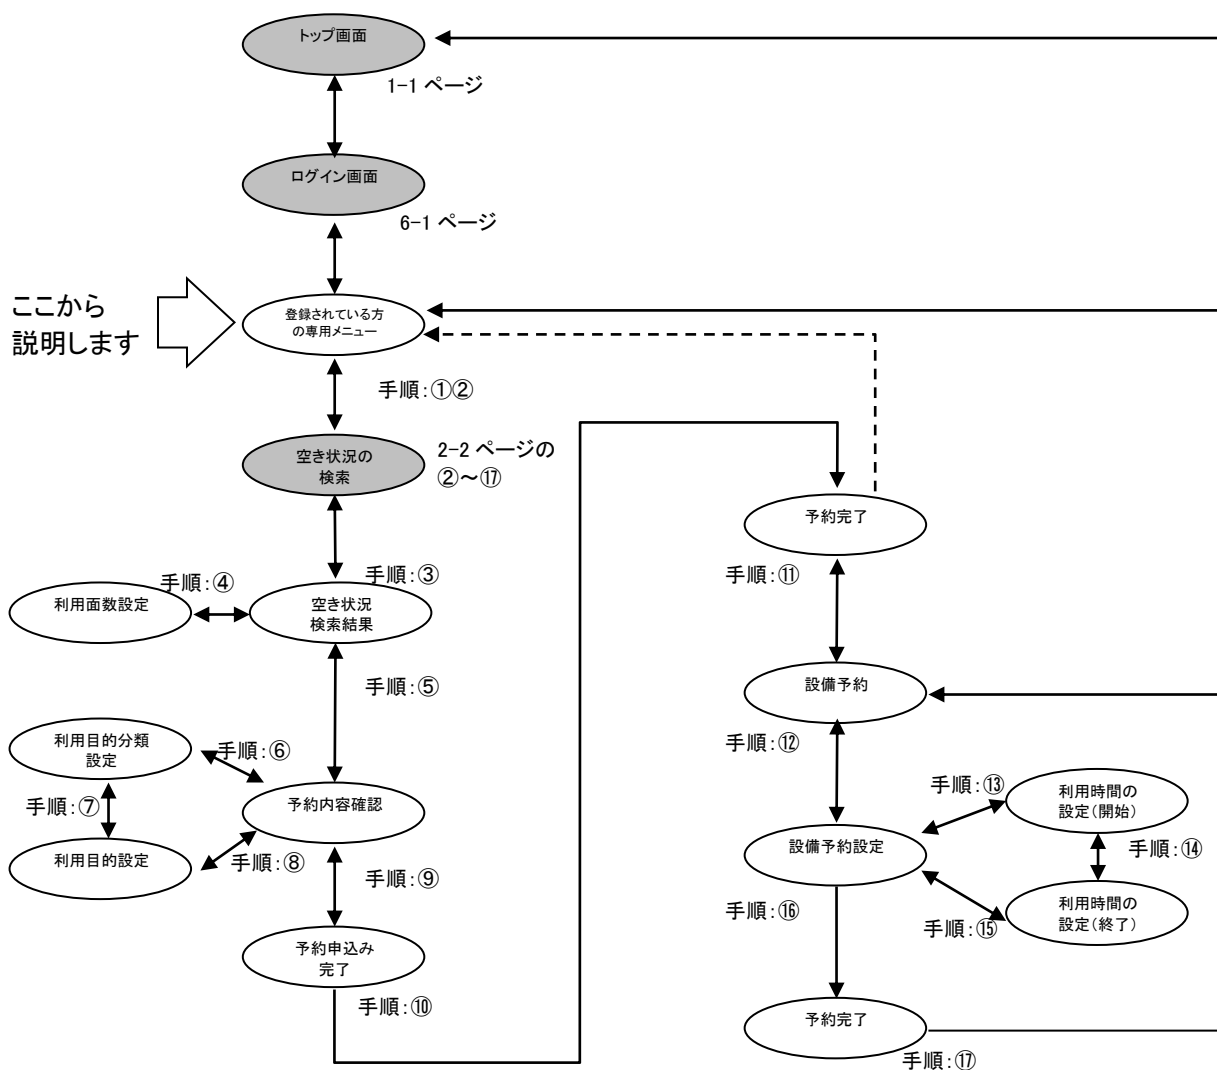 トップ画面
1-1 ページ
ログイン画面
6-1 ページ
ここから
説明します
登録されている方
の専用メニュー
手順:①②
空き状況の
検索
2-2 ページの
②~⑰
手順:③
手順:④
利用面数設定
空き状況
検索結果
手順:⑤
利用目的分類
設定
手順:⑥
手順:⑦
予約内容確認
利用目的設定
手順:⑧
手順:⑨
予約申込み
完了
手順:⑩
予約完了
手順:⑪
設備予約
手順:⑫
手順:⑬
利用時間の
設定(開始)
設備予約設定
手順:⑭
利用時間の
設定(終了)
手順:⑮
手順:⑯
予約完了
手順:⑰